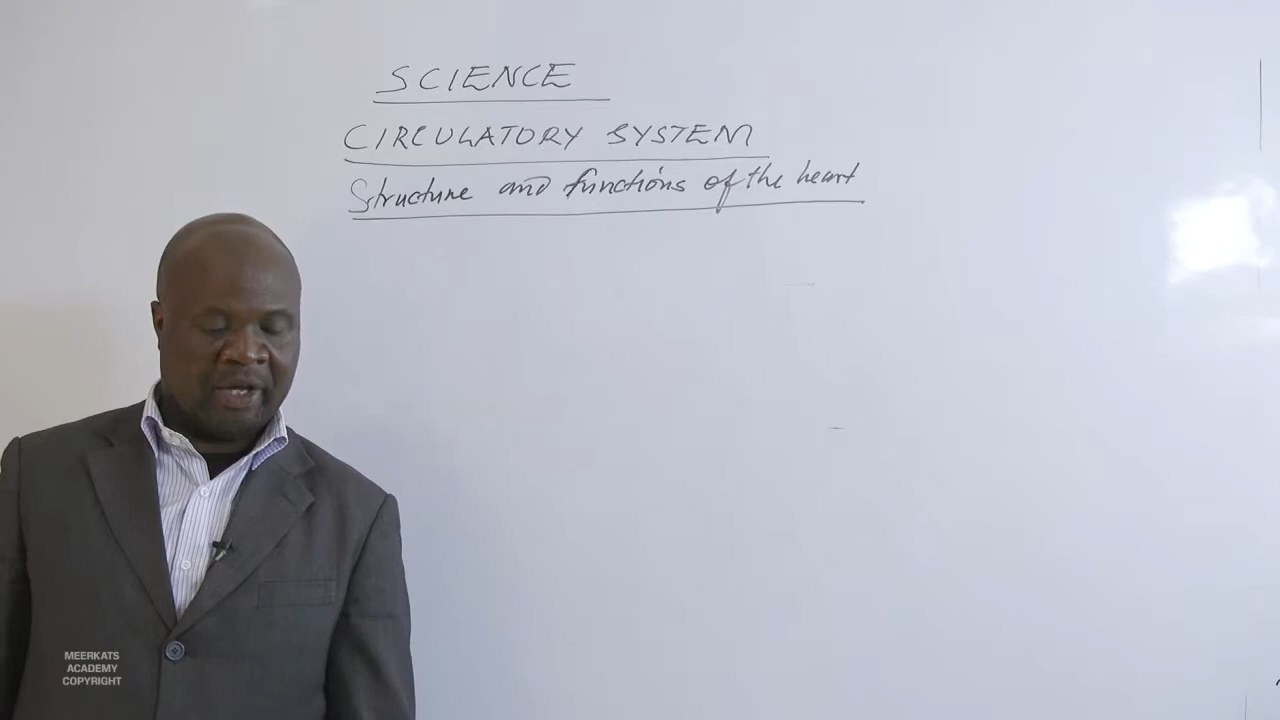 SCIENCE
CIRCULATORY SYSTEM
Structure and functions of the heart
MEERKATS
ACADEMY
COPYRIGHT